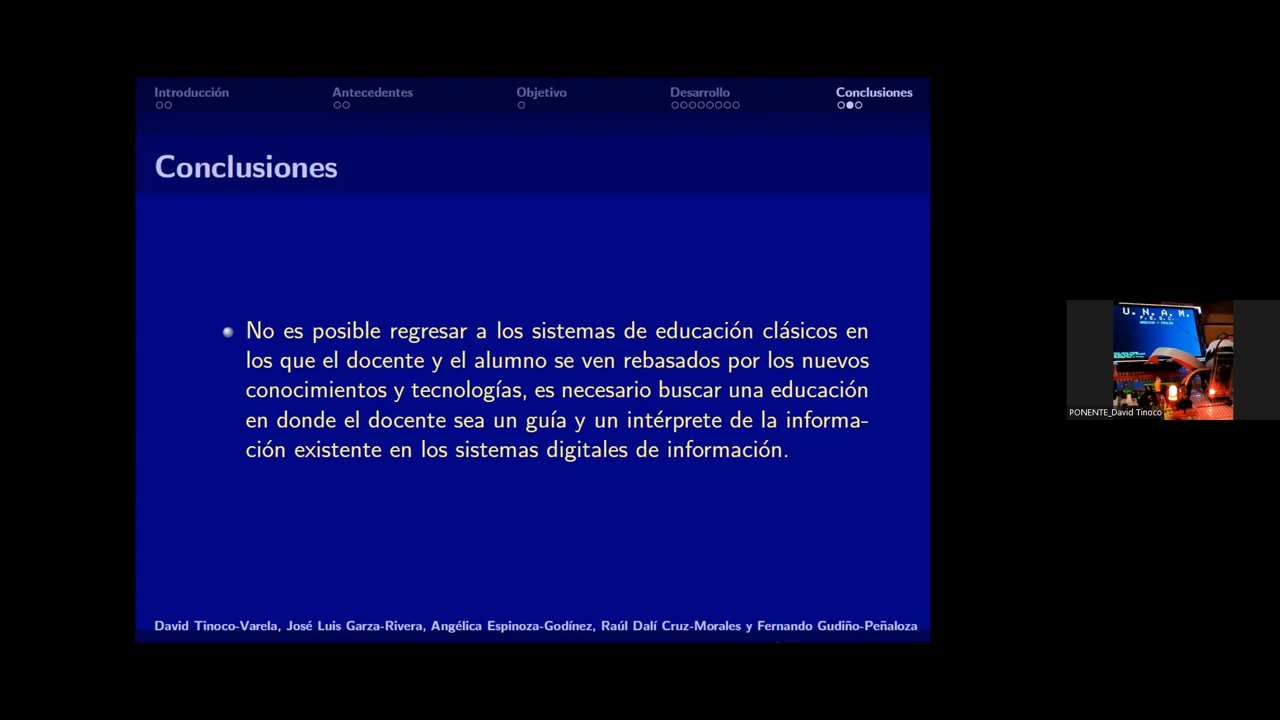 Introducción Antecedentes Objetivo Desarrollo Conclusiones
Conclusiones
No es posible regresar a los sistemas de educación clásicos en
los que el docente y el alumno se ven rebasados por los nuevos
conocimientos y tecnologías, es necesario buscar una educación
en donde el docente sea un guía y un intérprete de la informa-
ción existente en los sistemas digitales de información.
U. N. A. M.
PONENTE_David Tinoco
David Tinoco-Varela, José Luis Garza-Rivera, Angélica Espinoza-Godínez, Raúl Dalí Cruz-Morales y Fernando Gudiño-Peñaloza